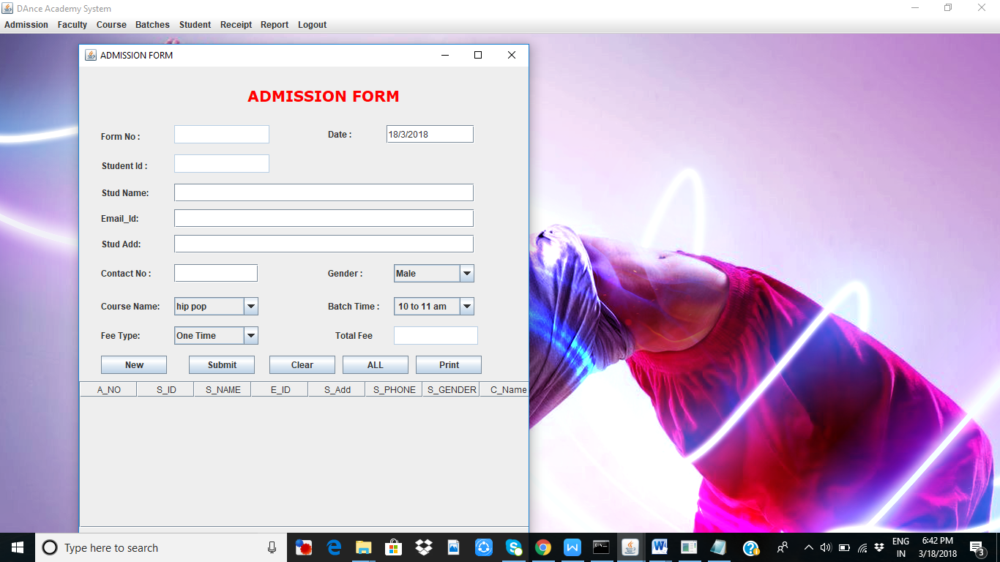 DAnce Academy System
Admission Faculty Course Batches Student Receipt Report Logout
ADMISSION FORM
ADMISSION FORM
Form No :
Date : 18/3/2018
Student Id :
Stud Name:
Email_Id:
Stud Add:
Contact No : Gender : Male
Course Name: hip pop Batch Time : 10 to 11 am
Fee Type: One Time Total Fee
New Submit Clear ALL Print
A_NO S_ID S_NAME E_ID S_Add S_PHONE S_GENDER C_Name
Type here to search
ENG 6:42 PM
IN 3/18/2018 3